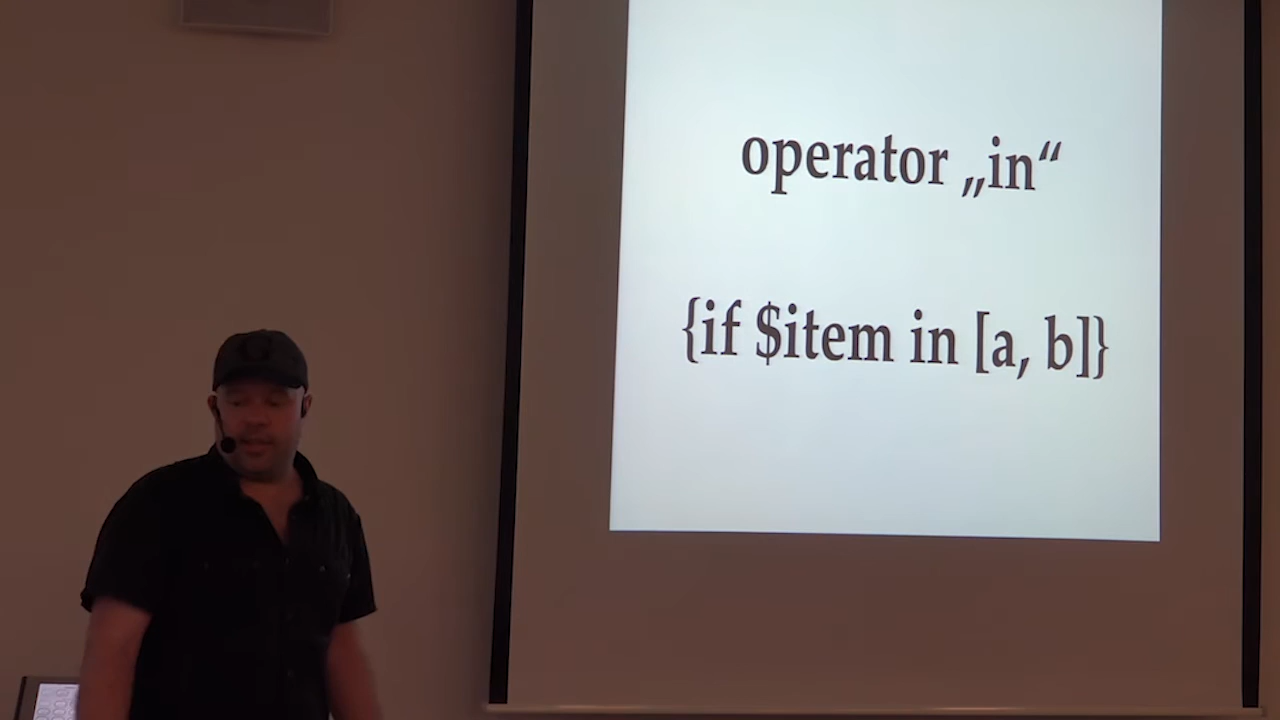 operator „in“
{if $item in [a, b]}